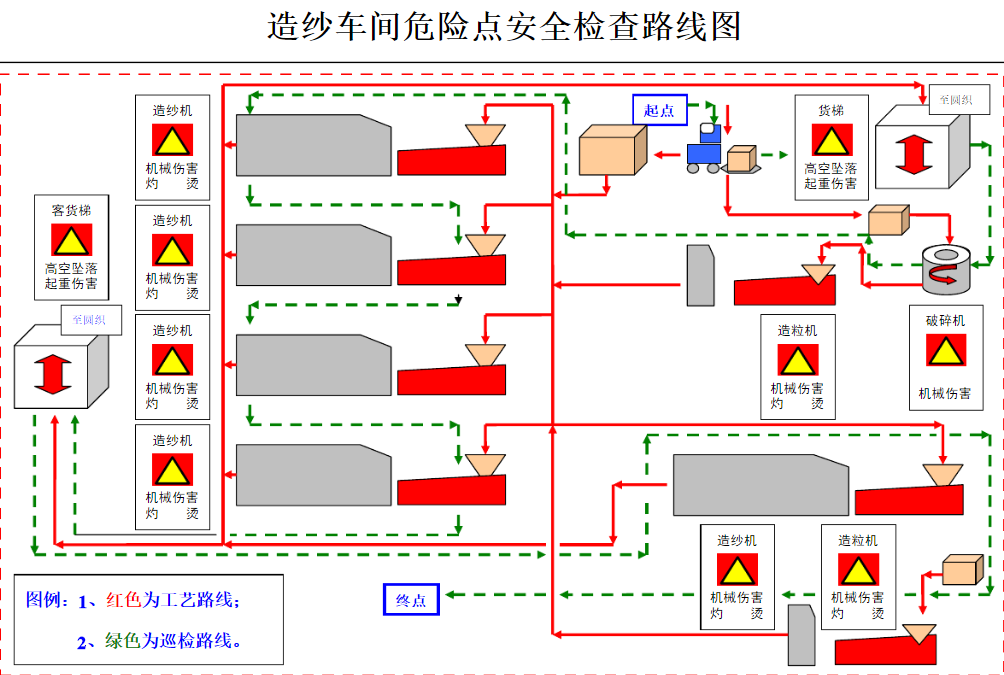 造纱车间危险点安全检查路线图
起点
货梯
高空坠落
起重伤害
至圆织
造纱机
机械伤害
灼 烫
造纱机
机械伤害
灼 烫
客货梯
高空坠落
起重伤害
至圆织
造纱机
机械伤害
灼 烫
造粒机
机械伤害
灼 烫
破碎机
机械伤害
造纱机
机械伤害
灼 烫
造纱机
机械伤害
灼 烫
造粒机
机械伤害
灼 烫
终点
图例：1、红色为工艺路线；
2、绿色为巡检路线。